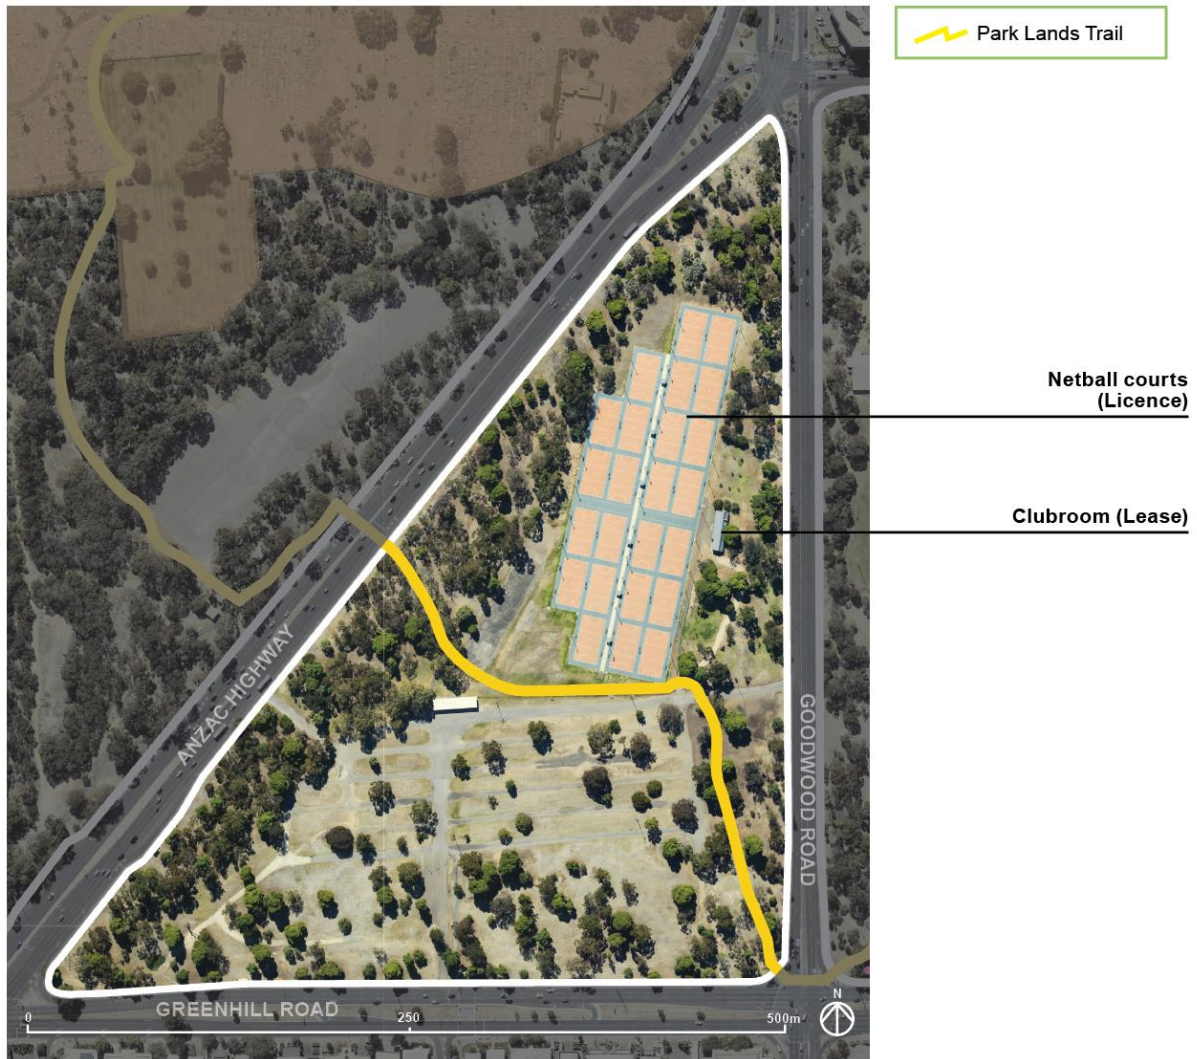 Park Lands Trail
Netball courts
(Licence)
Clubroom (Lease)
ANZAC HIGHWAY
GOODWOOD ROAD
GREENHILL ROAD
N
0
250
500m